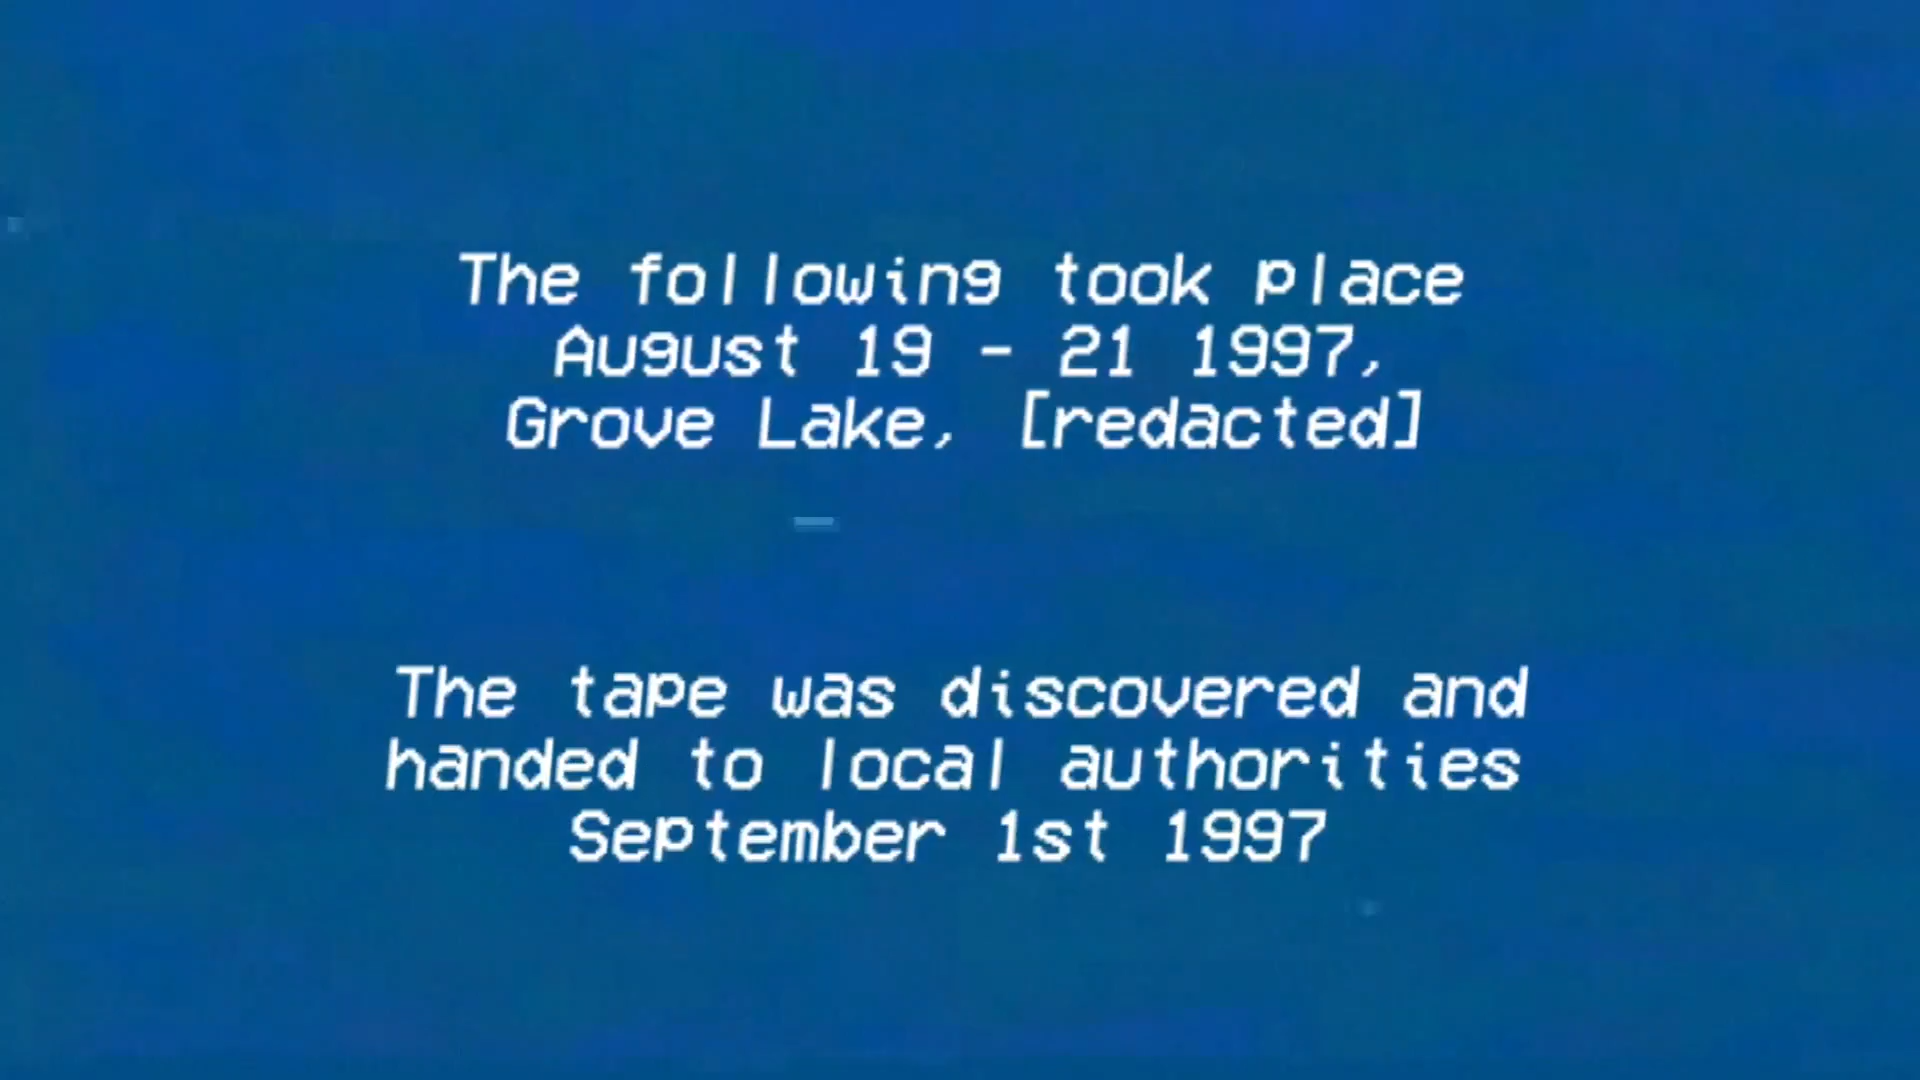 The following took place
August 19 - 21 1997,
Grove Lake, [redacted]
The tape was discovered and
handed to local authorities
September 1st 1997